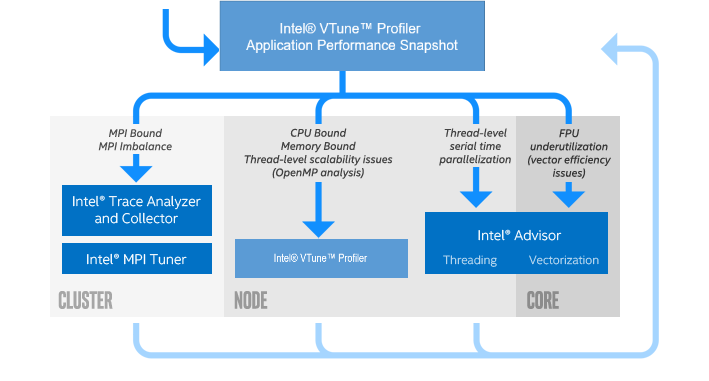 Intel® VTune™ Profiler
Application Performance Snapshot
MPI Bound
MPI Imbalance
CPU Bound
Memory Bound
Thread-level scalability issues
(OpenMP analysis)
Thread-level
serial time
parallelization
FPU
underutilization
(vector efficiency
issues)
Intel® Trace Analyzer
and Collector
Intel® MPI Tuner
Intel® VTune™ Profiler
Intel® Advisor
Threading
Vectorization
CLUSTER
NODE
CORE